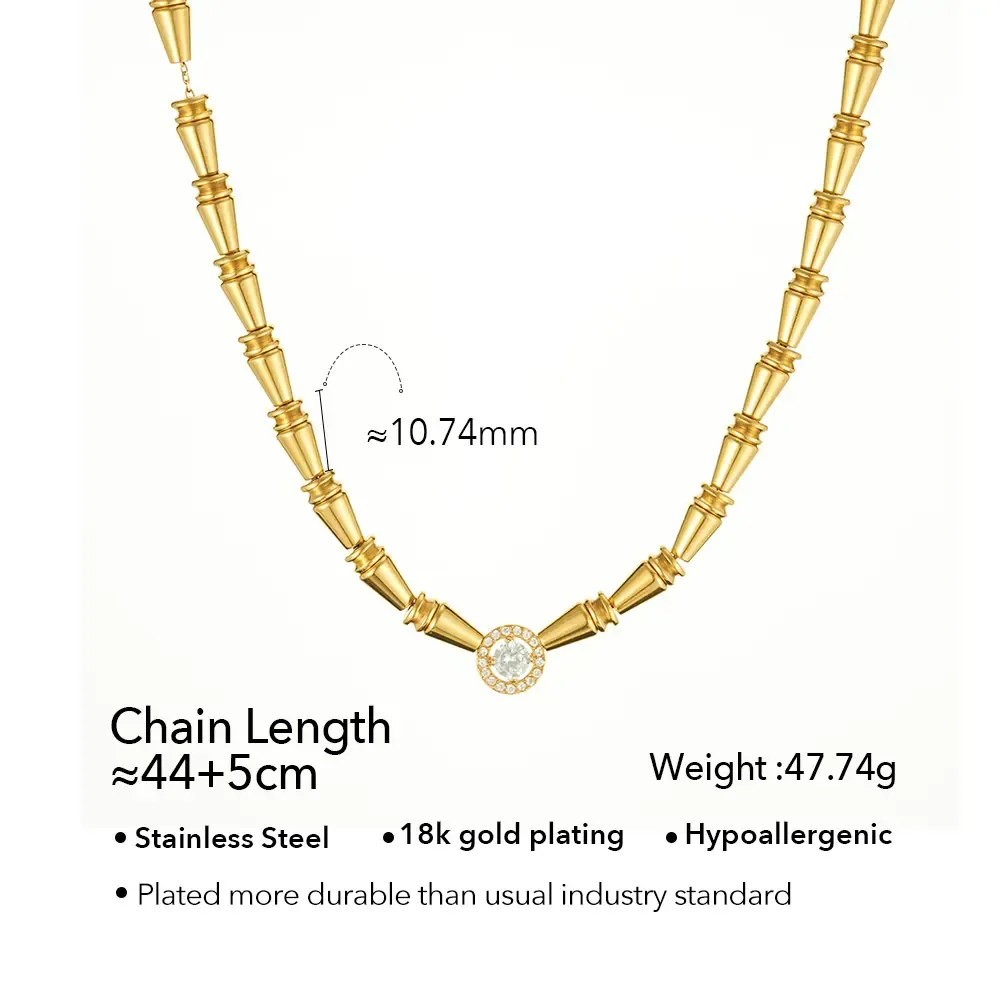 ≈10.74mm
Chain Length
≈44+5cm
Weight :47.74g
• Stainless Steel
• 18k gold plating
• Hypoallergenic
• Plated more durable than usual industry standard